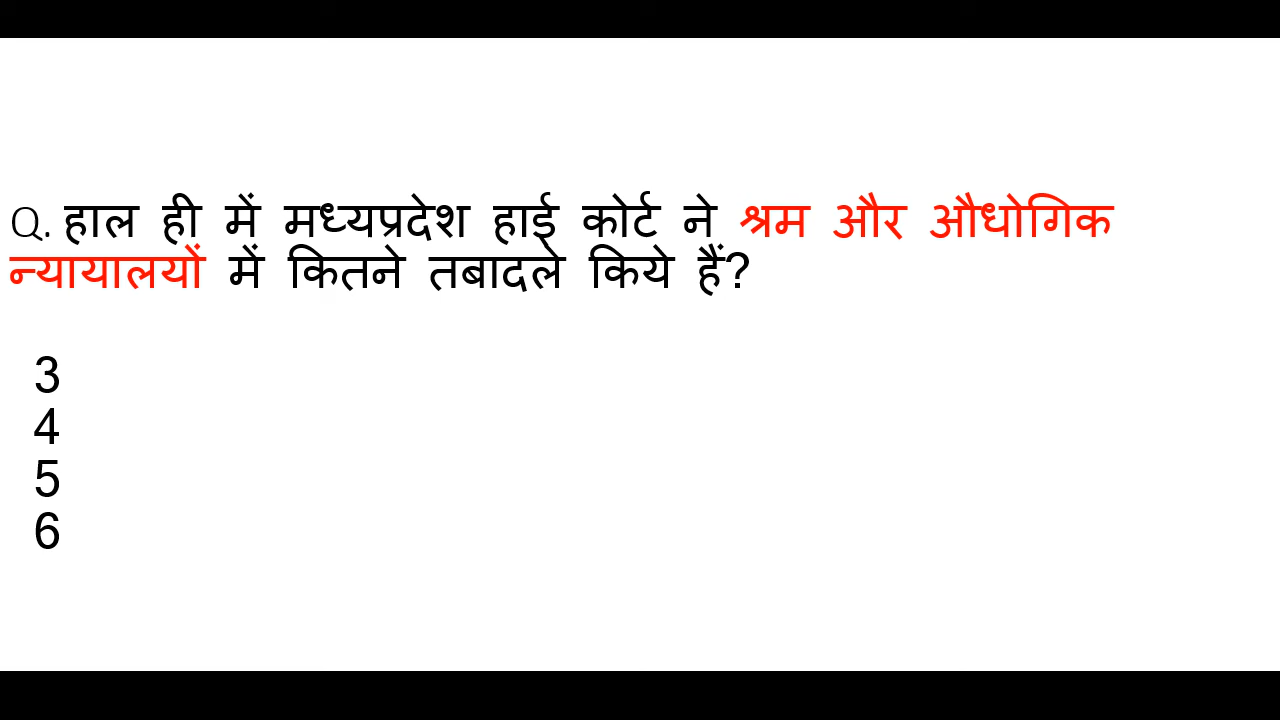 Q. हाल ही में मध्यप्रदेश हाई कोर्ट ने श्रम और औधोगिक
न्यायालयों में कितने तबादले किये हैं?
3
4
5
6